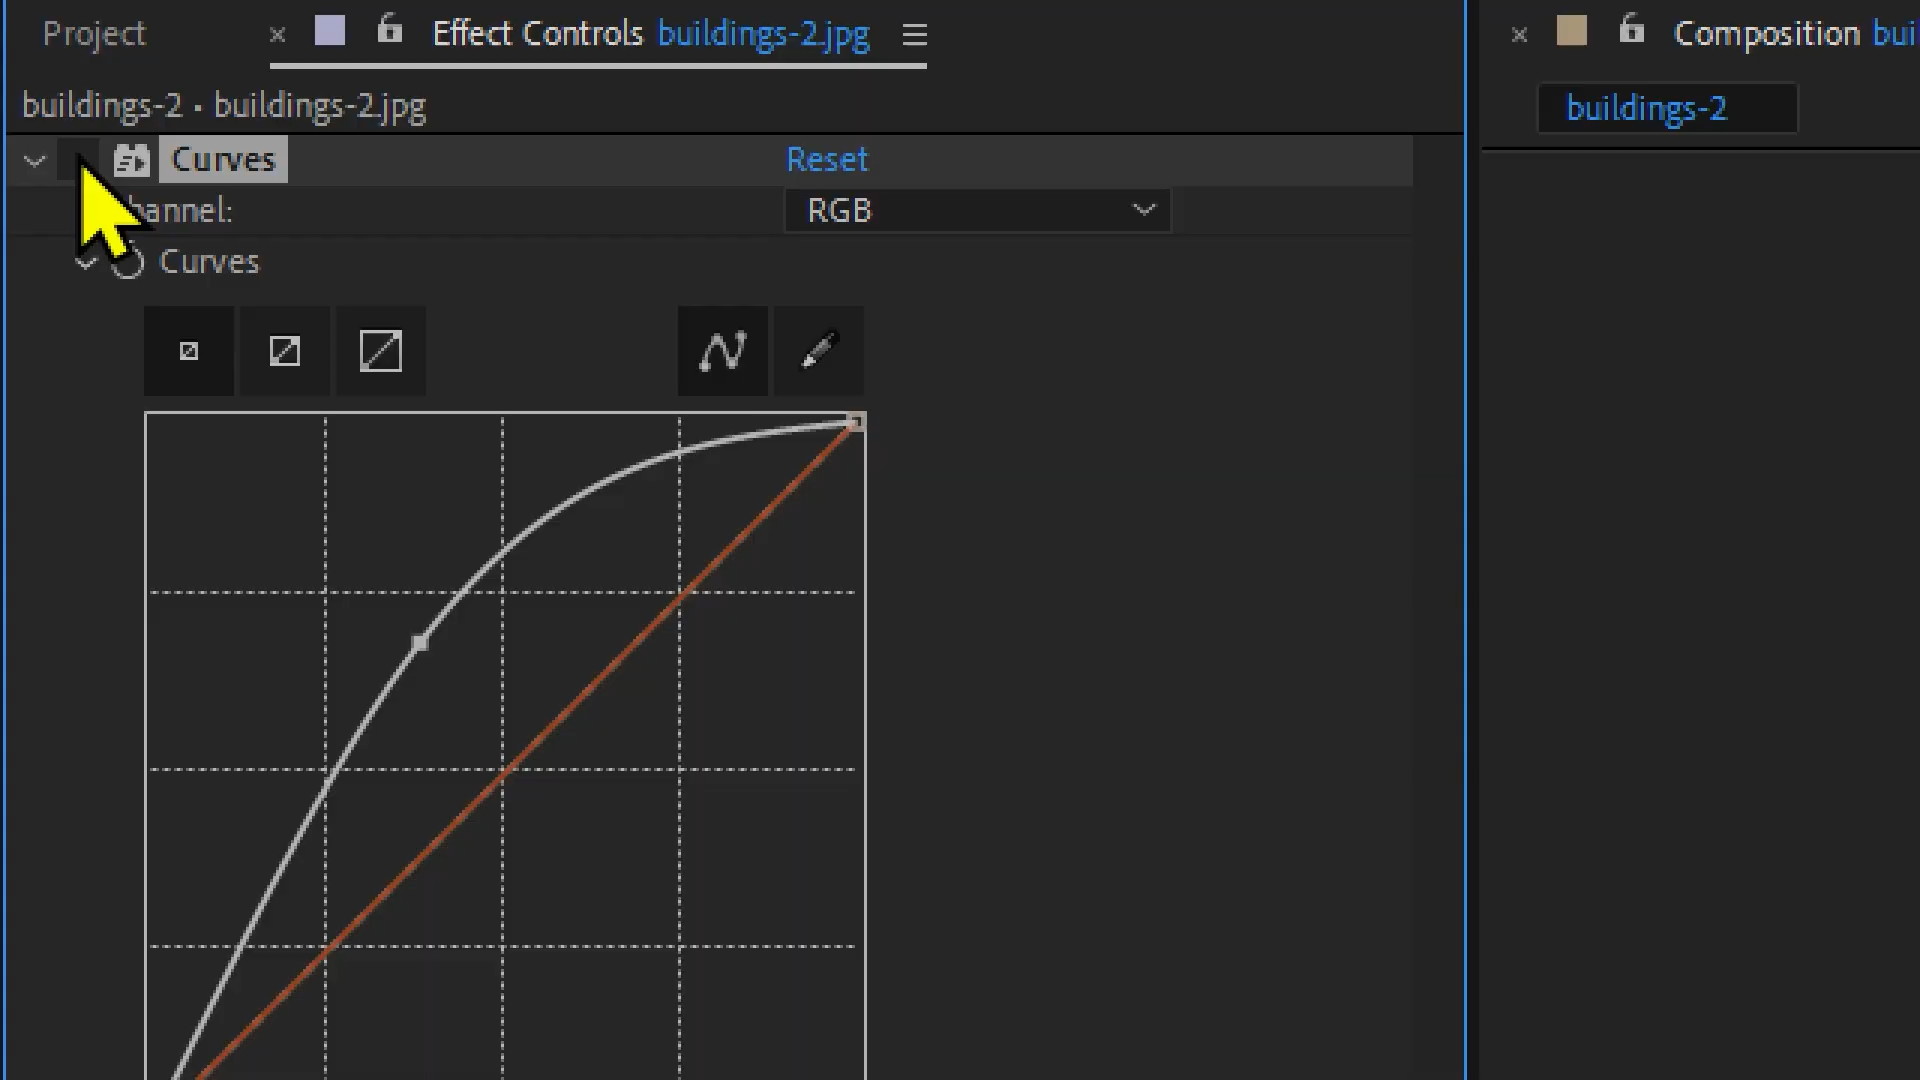 Project
Effect Controls buildings-2.jpg
Composition bui
buildings-2 • buildings-2.jpg
buildings-2
Curves
Reset
hannel:
RGB
Curves